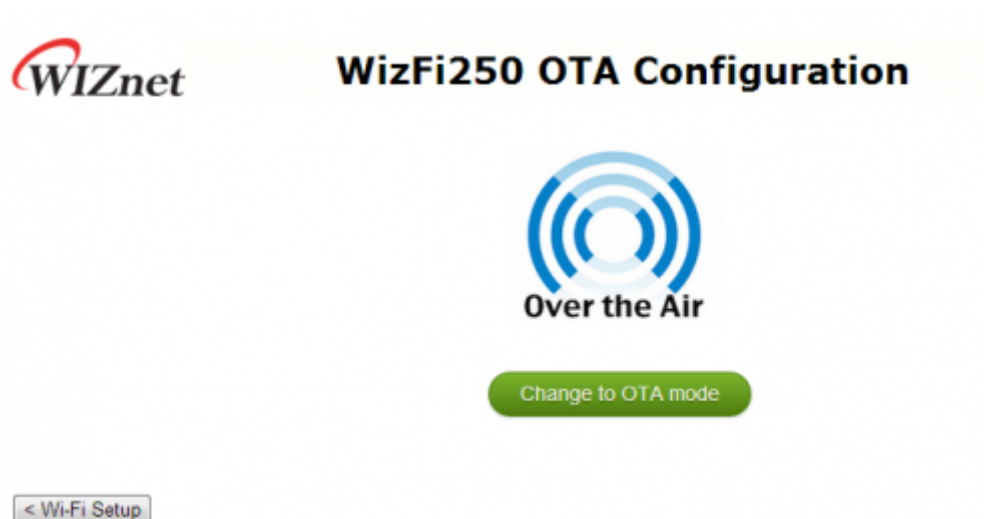 WIZnet
WizFi250 OTA Configuration
Over the Air
Change to OTA mode
< Wi-Fi Setup